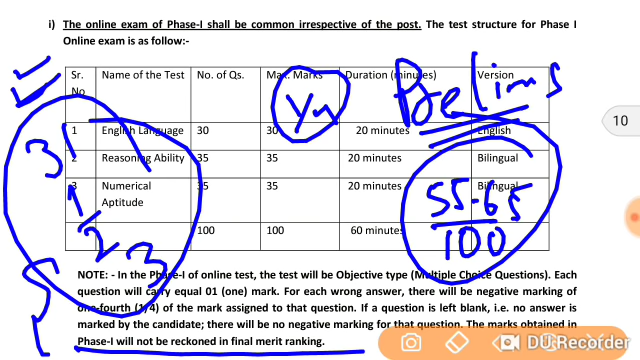 i) The online exam of Phase-I shall be common irrespective of the post. The test structure for Phase I
Online exam is as follow:-
Sr. No Name of the Test No. of Qs. Max. Marks Duration (minutes) Version
Prelims
1/4
1 English Language 30 30 20 minutes English
2 Reasoning Ability 35 35 20 minutes Bilingual
3 Numerical Aptitude 35 35 20 minutes Bilingual
100 100 60 minutes
55-65
100
3
1
2 3
10
NOTE: - In the Phase-I of online test, the test will be Objective type (Multiple Choice Questions). Each
question will carry equal 01 (one) mark. For each wrong answer, there will be negative marking of
one-fourth (1/4) of the mark assigned to that question. If a question is left blank, i.e. no answer is
marked by the candidate; there will be no negative marking for that question. The marks obtained in
Phase-I will not be reckoned in final merit ranking.
DU Recorder